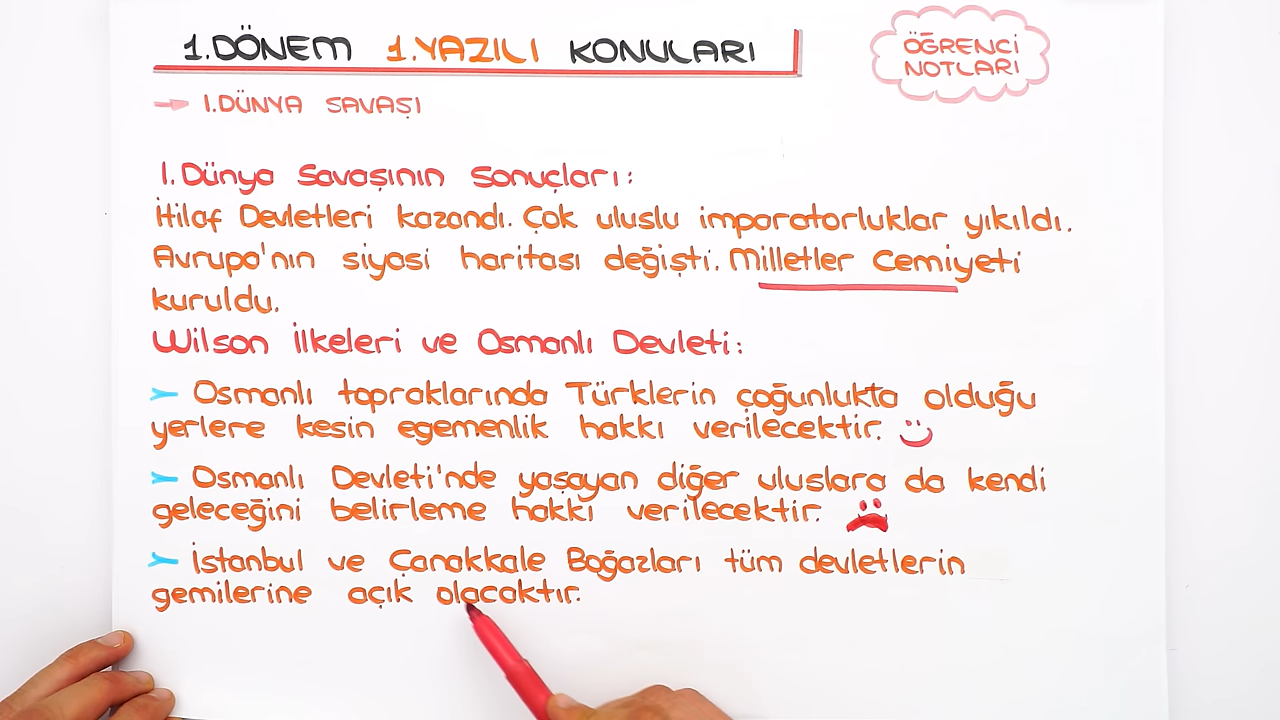 1.DÖNEM 1.YAZILI KONULARI
ÖĞRENCİ
NOTLARI
I.DÜNYA SAVAŞI
I.Dünya Savaşının Sonuçları:
İtilaf Devletleri kazandı. Çok uluslu imparatorluklar yıkıldı.
Avrupa'nın siyasi haritası değişti. Milletler Cemiyeti
kuruldu.
Wilson İlkeleri ve Osmanlı Devleti:
Osmanlı topraklarında Türklerin çoğunlukta olduğu
yerlere kesin egemenlik hakkı verilecektir.
Osmanlı Devleti'nde yaşayan diğer uluslara da kendi
geleceğini belirleme hakkı verilecektir.
İstanbul ve Çanakkale Boğazları tüm devletlerin
gemilerine açık olacaktır.